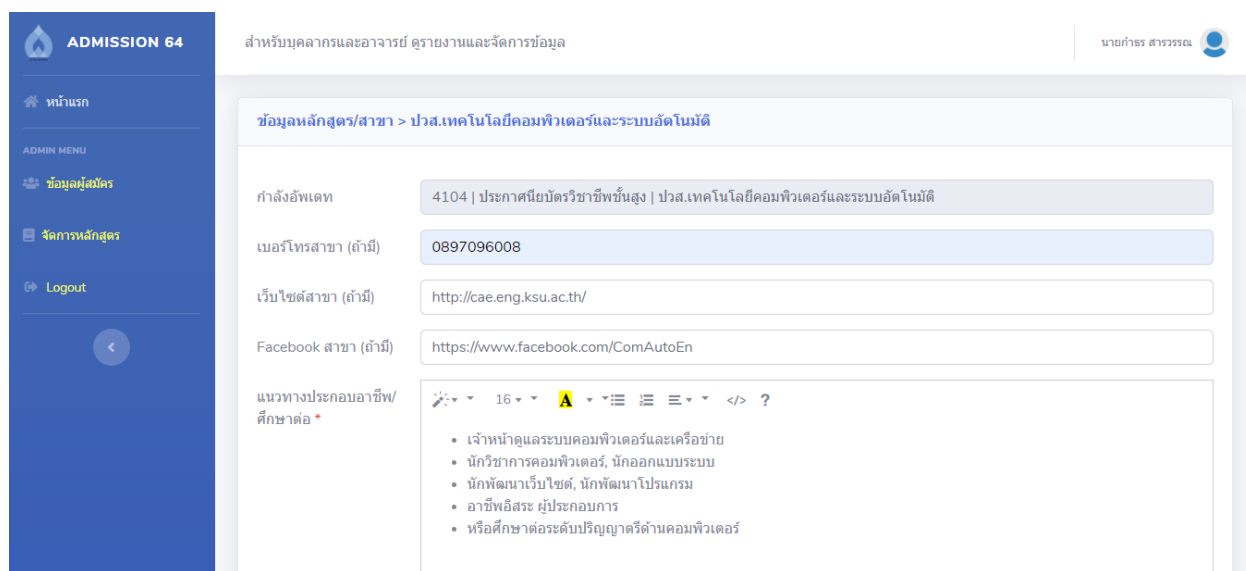 ADMISSION 64
สำหรับบุคลากรและอาจารย์ ดูรายงานและจัดการข้อมูล
นายกำธร สารวรรณ
หน้าแรก
ADMIN MENU
ข้อมูลผู้สมัคร
จัดการหลักสูตร
Logout
ข้อมูลหลักสูตร/สาขา > ปวส.เทคโนโลยีคอมพิวเตอร์และระบบอัตโนมัติ
กำลังอัพเดท
4104 | ประกาศนียบัตรวิชาชีพชั้นสูง | ปวส.เทคโนโลยีคอมพิวเตอร์และระบบอัตโนมัติ
เบอร์โทรสาขา (ถ้ามี)
0897096008
เว็บไซต์สาขา (ถ้ามี)
http://cae.eng.ksu.ac.th/
Facebook สาขา (ถ้ามี)
https://www.facebook.com/ComAutoEn
แนวทางประกอบอาชีพ/
ศึกษาต่อ *
16 A </> ?
• เจ้าหน้าดูแลระบบคอมพิวเตอร์และเครือข่าย
• นักวิชาการคอมพิวเตอร์, นักออกแบบระบบ
• นักพัฒนาเว็บไซต์, นักพัฒนาโปรแกรม
• อาชีพอิสระ ผู้ประกอบการ
• หรือศึกษาต่อระดับปริญญาตรีด้านคอมพิวเตอร์